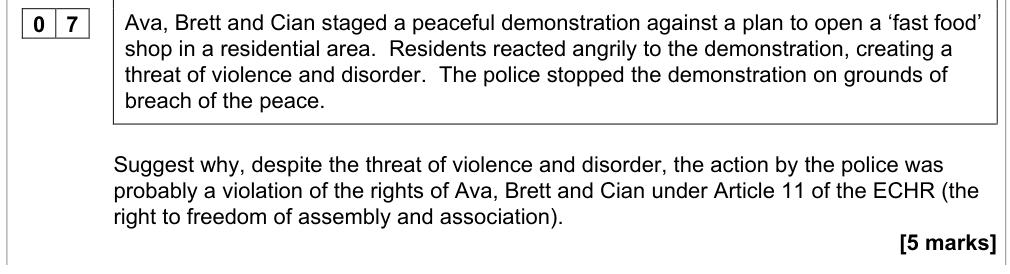 0 7
Ava, Brett and Cian staged a peaceful demonstration against a plan to open a ‘fast food’
shop in a residential area.  Residents reacted angrily to the demonstration, creating a
threat of violence and disorder.  The police stopped the demonstration on grounds of
breach of the peace.
Suggest why, despite the threat of violence and disorder, the action by the police was
probably a violation of the rights of Ava, Brett and Cian under Article 11 of the ECHR (the
right to freedom of assembly and association).
[5 marks]